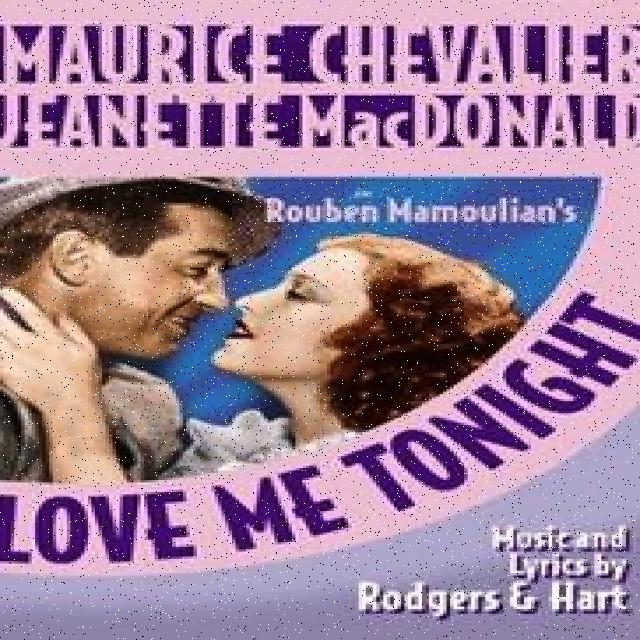 MAURICE CHEVALIER
JEANETTE MacDONALD
Rouben Mamoulian's
LOVE ME TONIGHT
Music and
Lyrics by
Rodgers & Hart